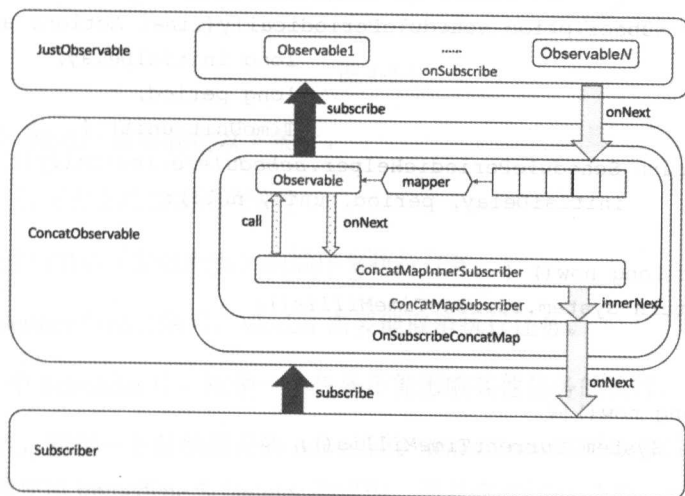 JustObservable
Observable1
......
ObservableN
onSubscribe
subscribe
onNext
Observable
mapper
call
onNext
ConcatObservable
ConcatMapInnerSubscriber
ConcatMapSubscriber
innerNext
OnSubscribeConcatMap
subscribe
onNext
Subscriber